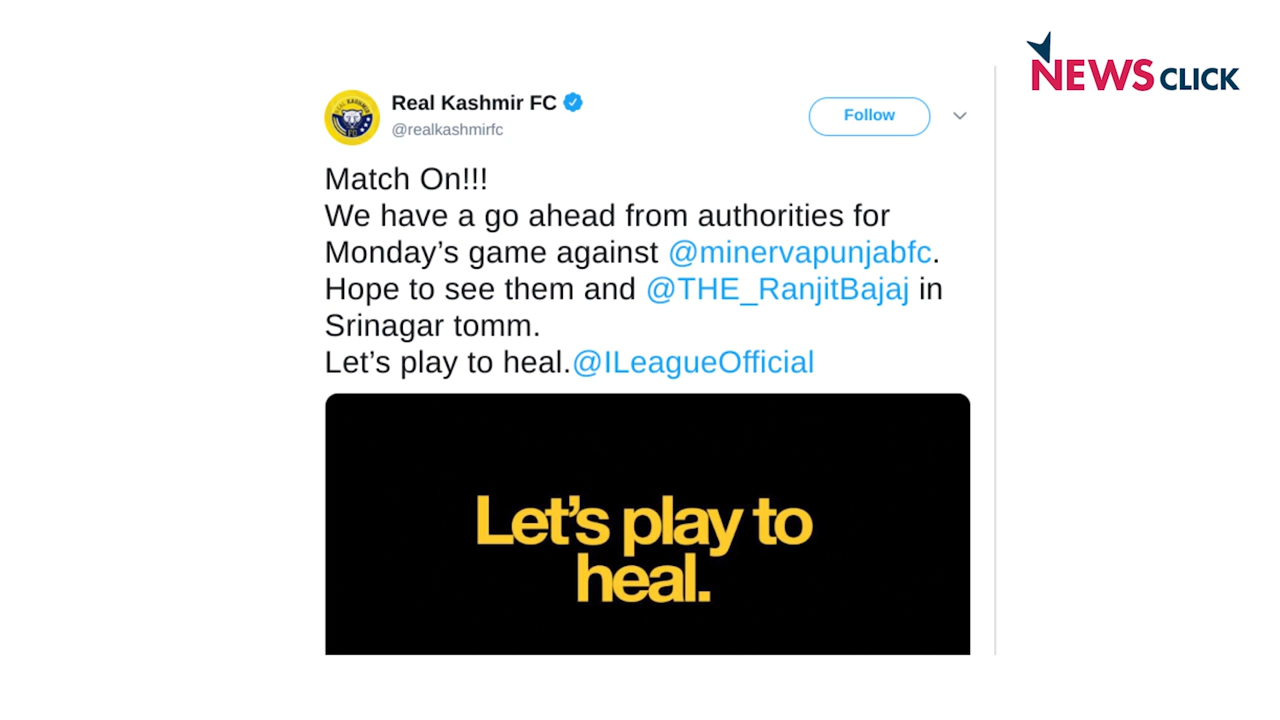 NEWS CLICK
Real Kashmir FC
@realkashmirfc
Follow
Match On!!!
We have a go ahead from authorities for
Monday’s game against @minervapunjabfc.
Hope to see them and @THE_RanjitBajaj in
Srinagar tomm.
Let’s play to heal.@ILeagueOfficial
Let’s play to
heal.